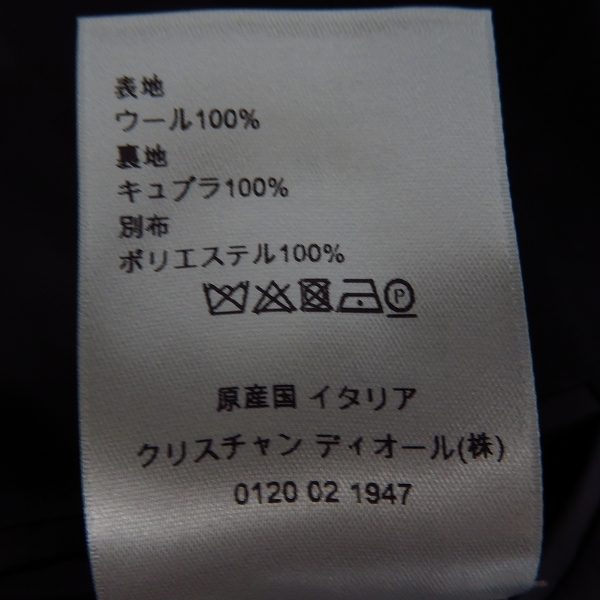 表地
ウール100%
裏地
キュプラ100%
別布
ポリエステル100%
P
原産国 イタリア
クリスチャン ディオール(株)
0120 02 1947